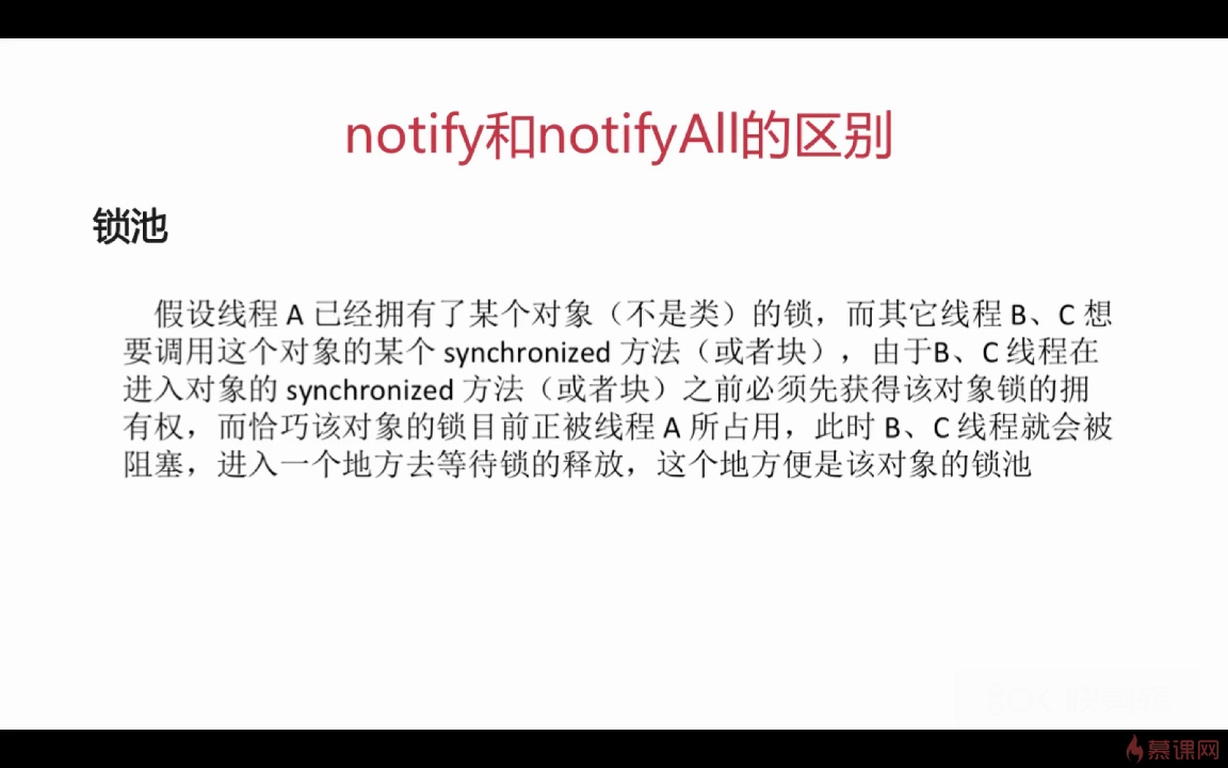 notify和notifyAll的区别
锁池
假设线程 A 已经拥有了某个对象（不是类）的锁，而其它线程 B、C 想
要调用这个对象的某个 synchronized 方法（或者块），由于B、C 线程在
进入对象的 synchronized 方法（或者块）之前必须先获得该对象锁的拥
有权，而恰巧该对象的锁目前正被线程 A 所占用，此时 B、C 线程就会被
阻塞，进入一个地方去等待锁的释放，这个地方便是该对象的锁池
慕课网